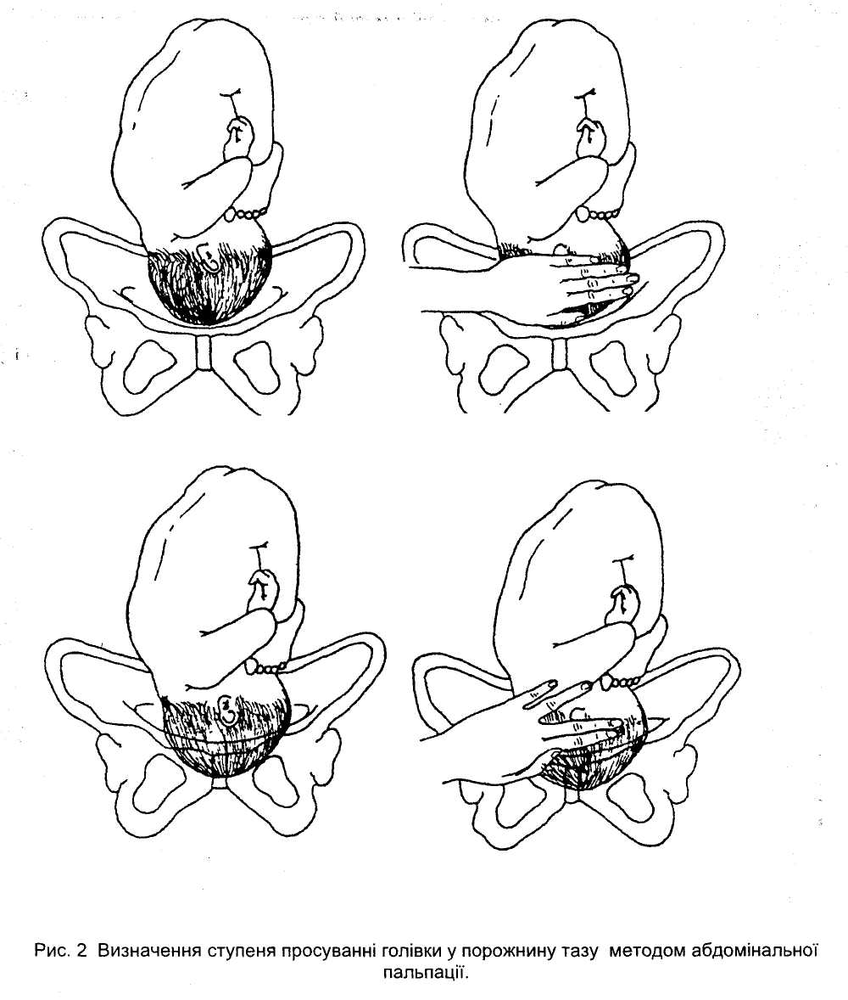 Рис. 2 Визначення ступеня просуванні голівки у порожнину тазу методом абдомінальної
пальпації.